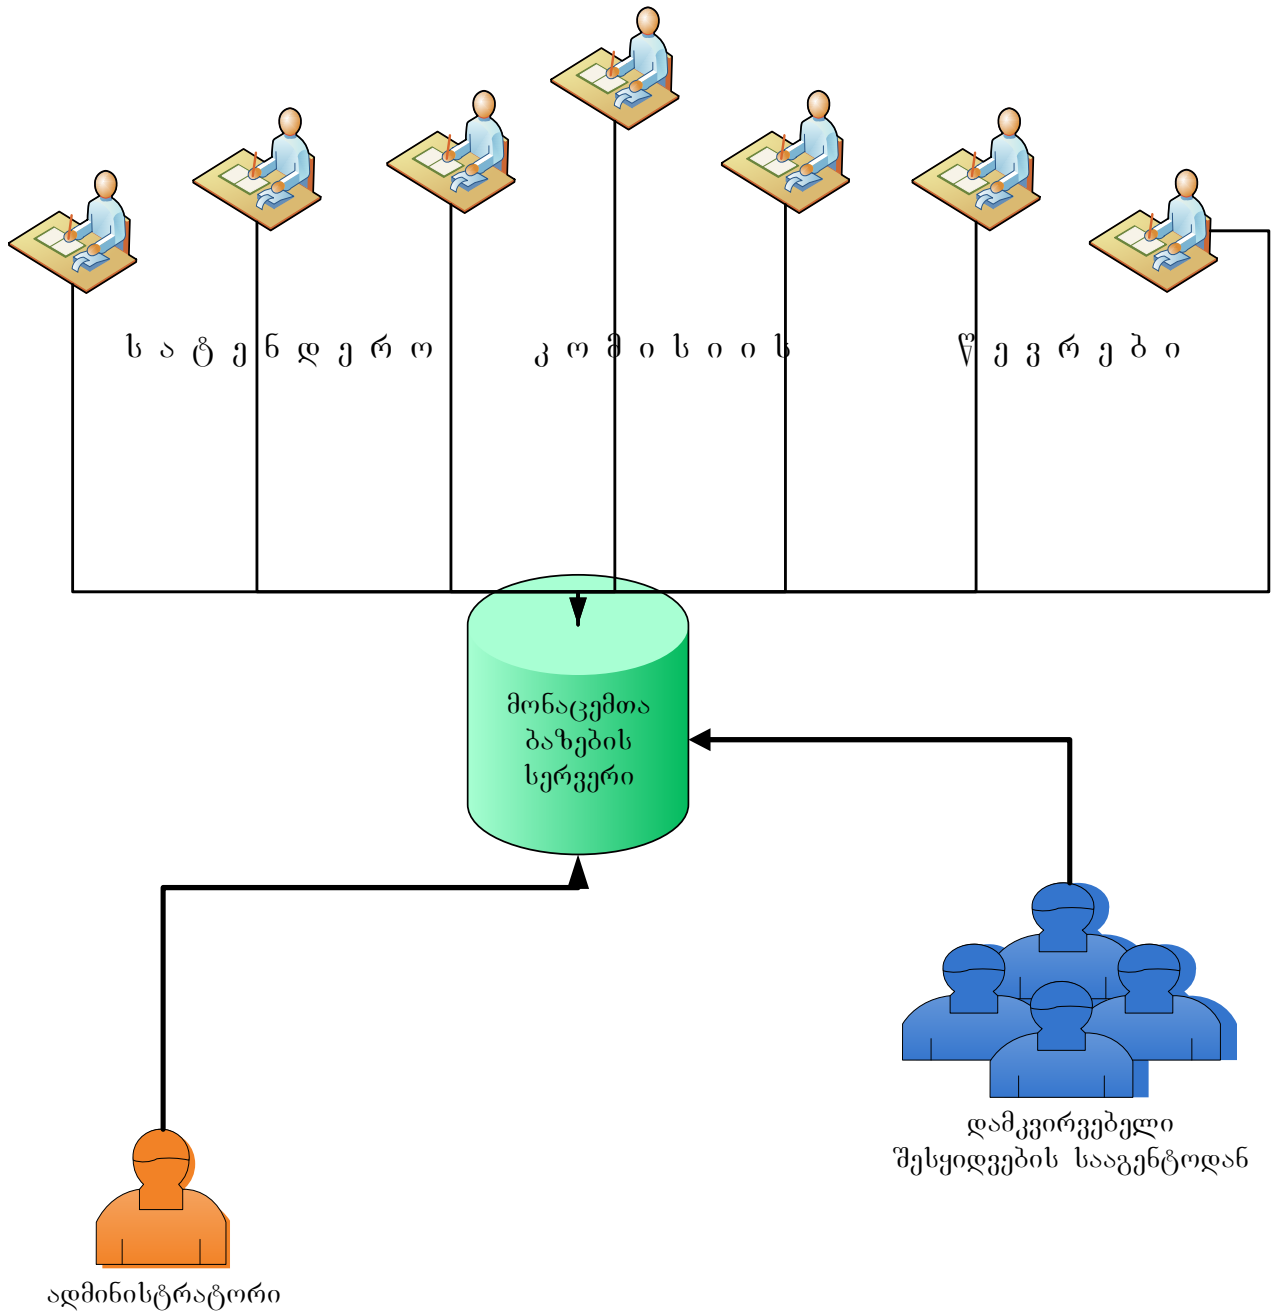 სატენდერო კომისიის წევრები
მონაცემთა
ბაზების
სერვერი
დამკვირვებელი
შესყიდვების სააგენტოდან
ადმინისტრატორი